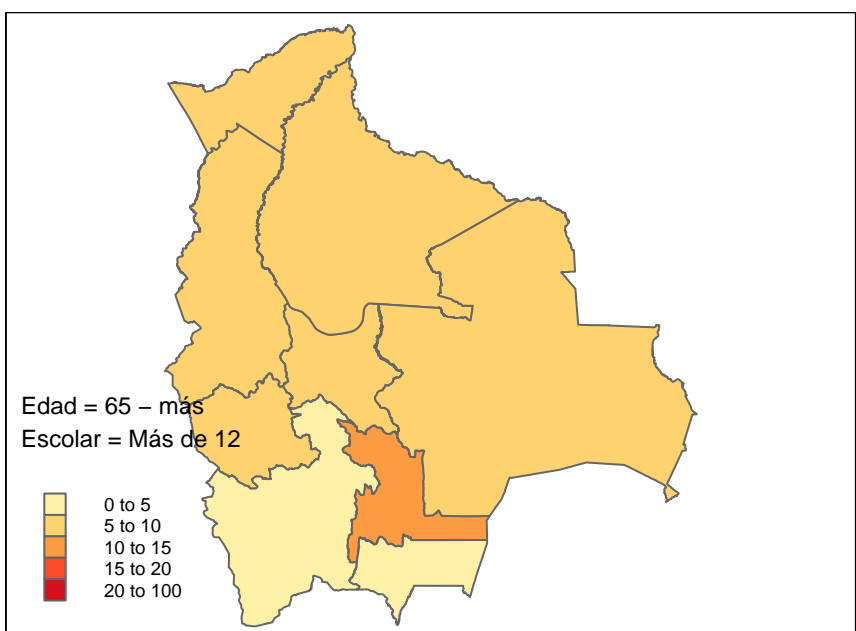 Edad = 65 – más
Escolar = Más de 12
0 to 5
5 to 10
10 to 15
15 to 20
20 to 100